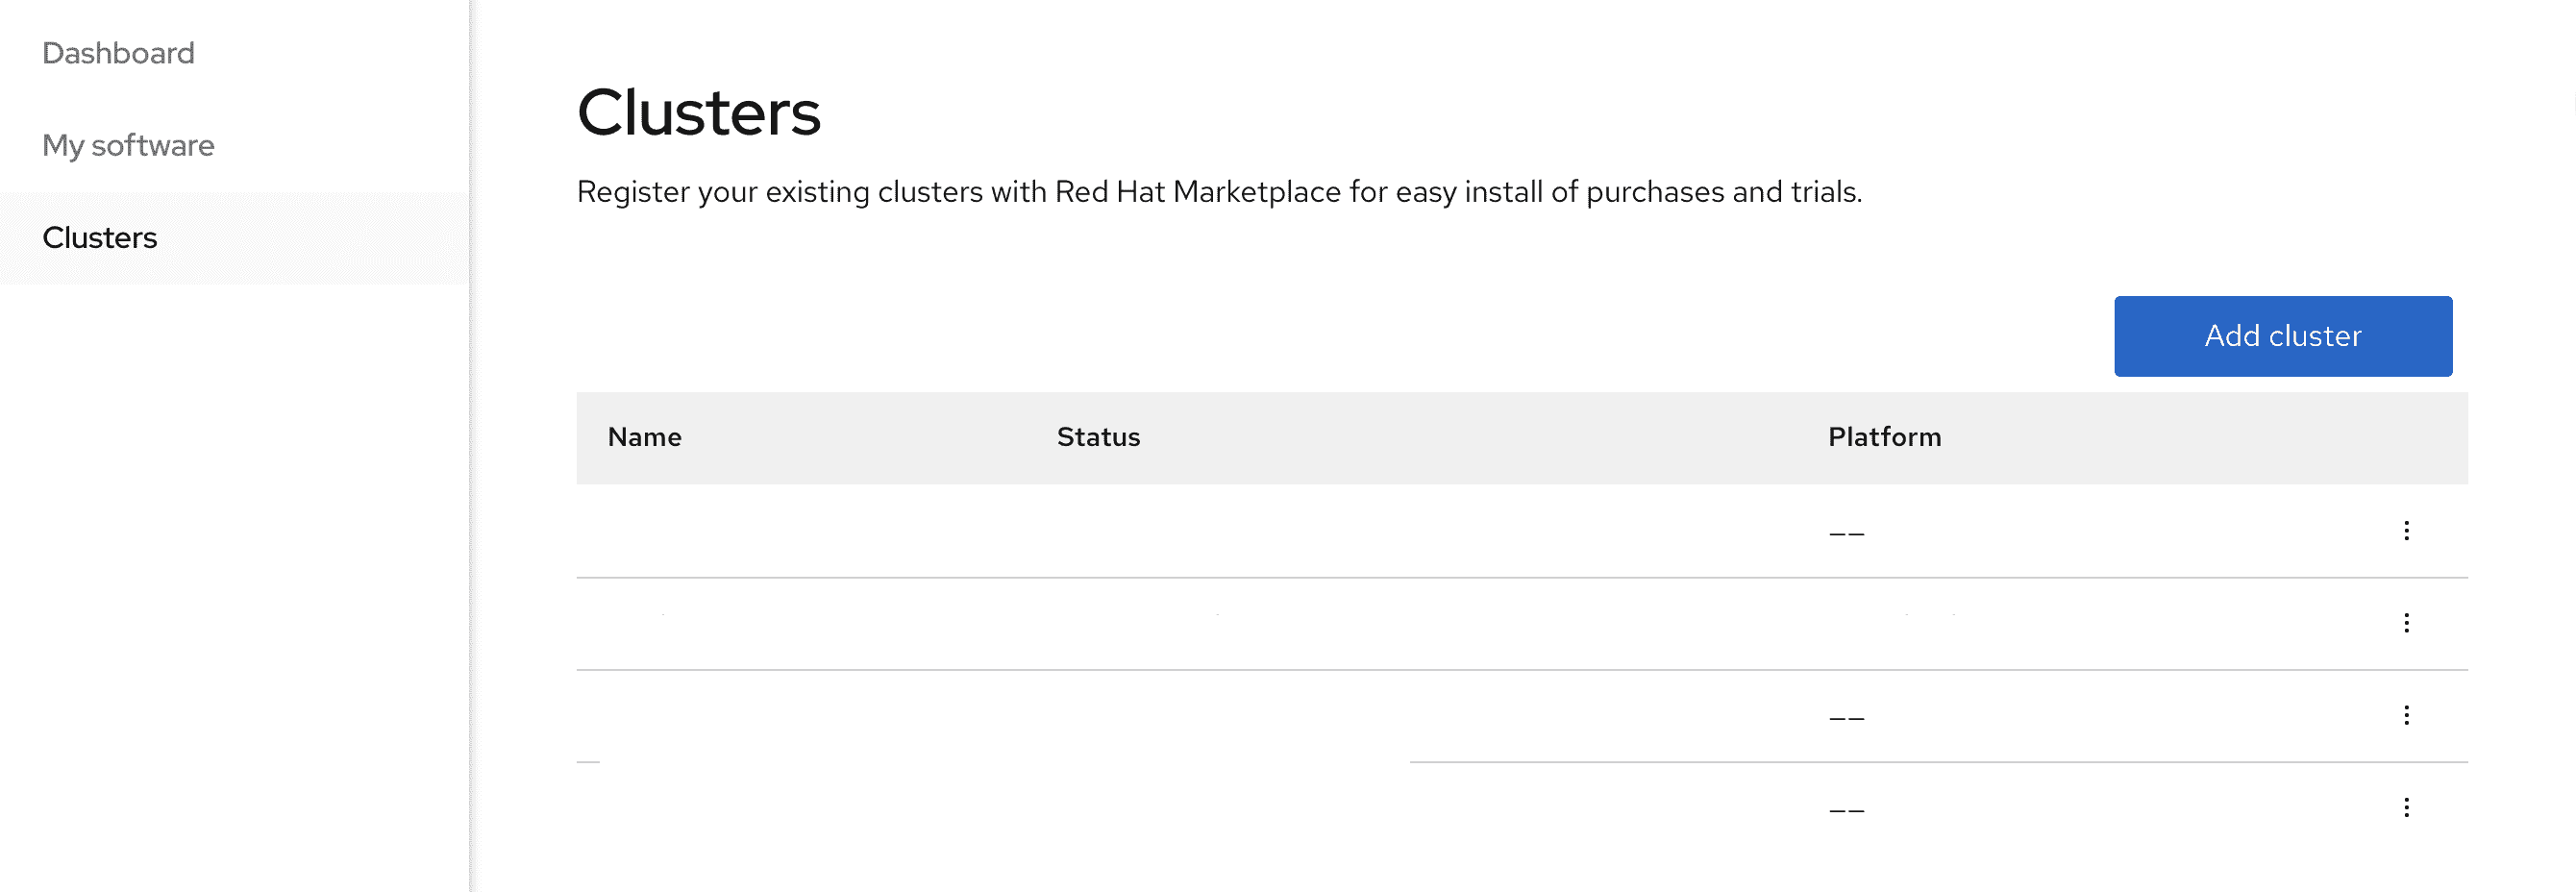 Dashboard
My software
Clusters
Clusters
Register your existing clusters with Red Hat Marketplace for easy install of purchases and trials.
Add cluster
Name Status Platform
––
––
––